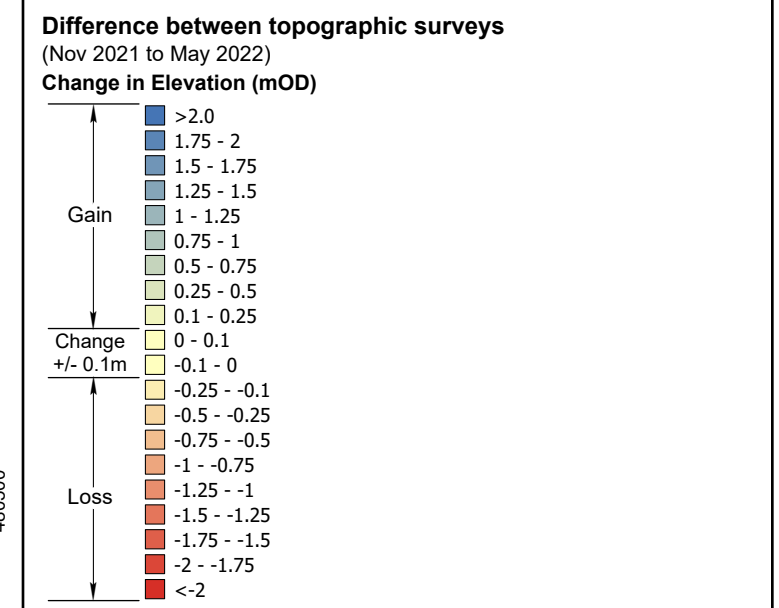 Difference between topographic surveys
(Nov 2021 to May 2022)
Change in Elevation (mOD)
>2.0
1.75 - 2
1.5 - 1.75
1.25 - 1.5
Gain
1 - 1.25
0.75 - 1
0.5 - 0.75
0.25 - 0.5
0.1 - 0.25
Change
+/- 0.1m
0 - 0.1
-0.1 - 0
-0.25 - -0.1
-0.5 - -0.25
-0.75 - -0.5
-1 - -0.75
Loss
-1.25 - -1
-1.5 - -1.25
-1.75 - -1.5
-2 - -1.75
<-2